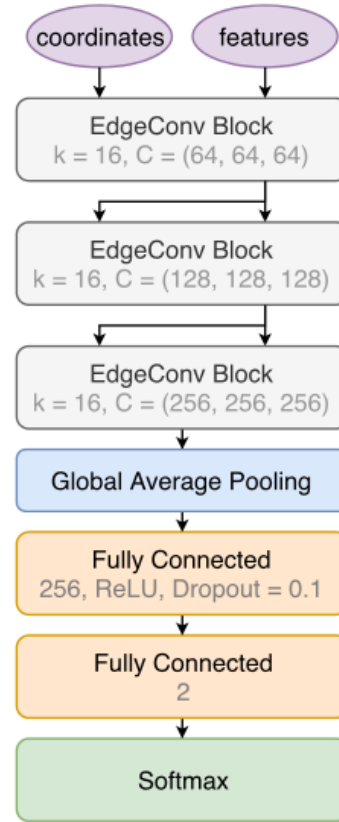 coordinates
features
EdgeConv Block
k = 16, C = (64, 64, 64)
EdgeConv Block
k = 16, C = (128, 128, 128)
EdgeConv Block
k = 16, C = (256, 256, 256)
Global Average Pooling
Fully Connected
256, ReLU, Dropout = 0.1
Fully Connected
2
Softmax